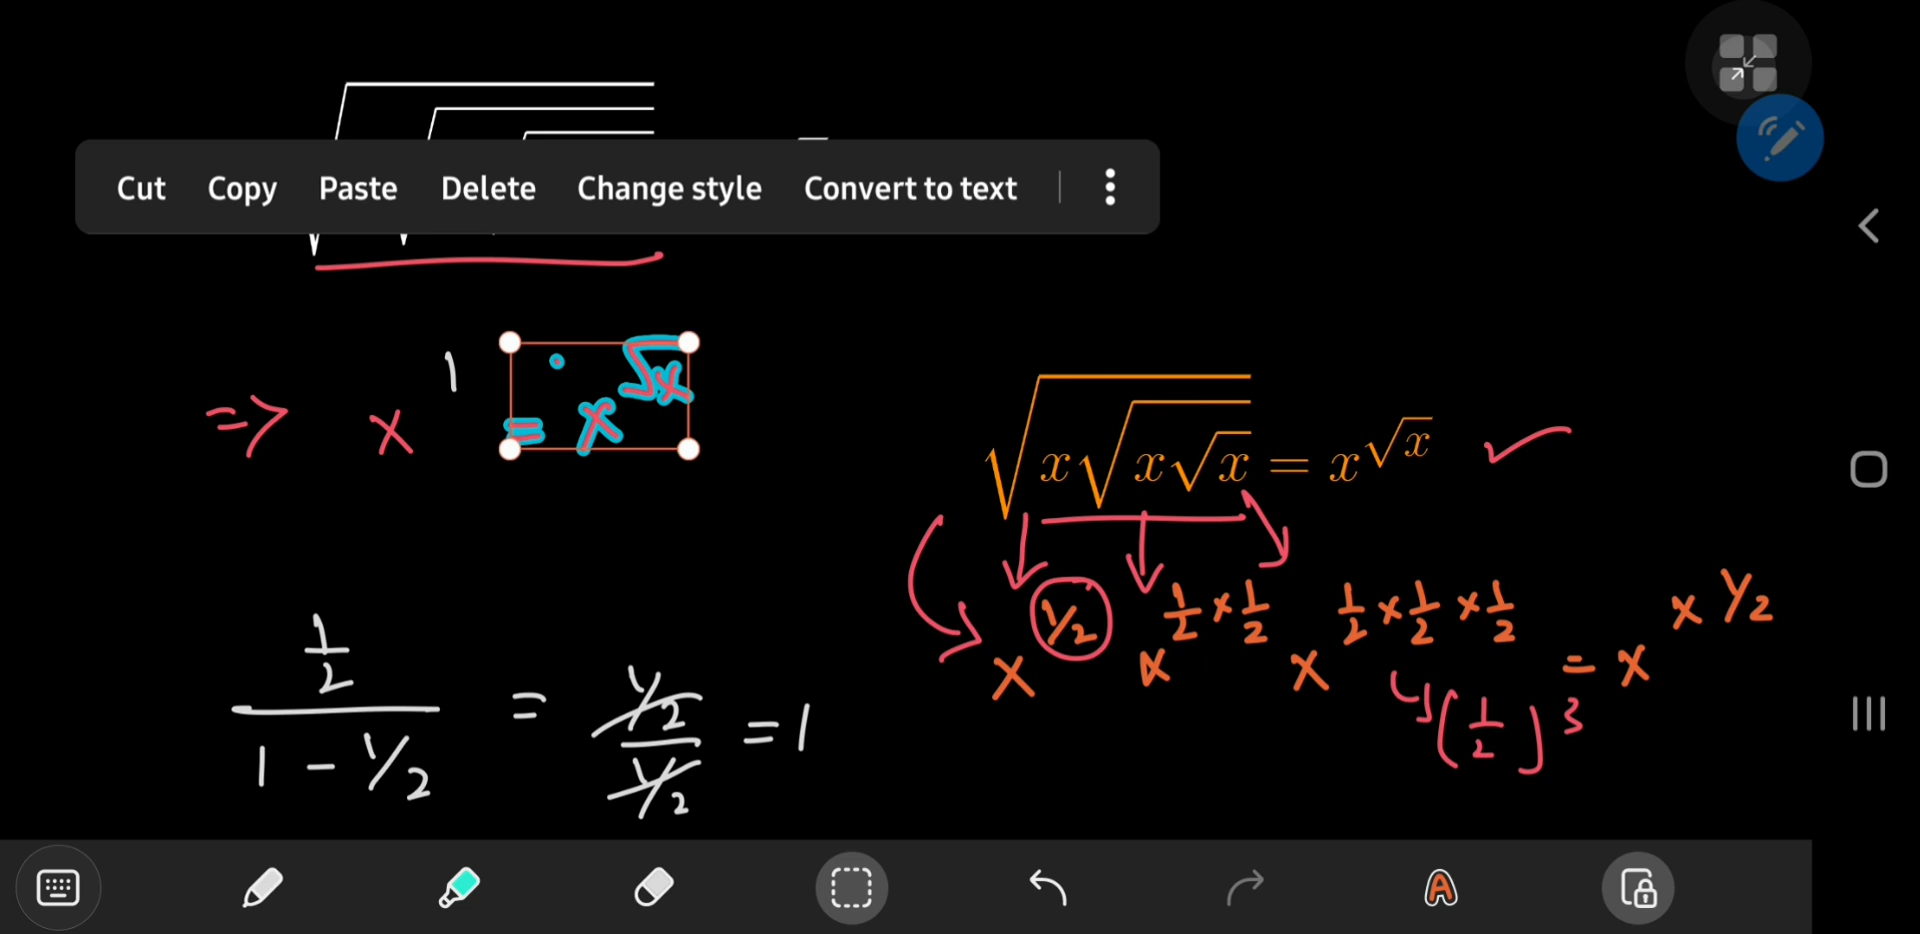 Cut Copy Paste Delete Change style Convert to text
⇒ x^1 = x^√x
√(x√(x√x)) = x^√x ✓
x^(1/2) x^(1/2 × 1/2) x^(1/2 × 1/2 × 1/2) = x^(x^(1/2))
(1/2)^3
(1/2)/(1 - 1/2) = (1/2)/(1/2) = 1
A